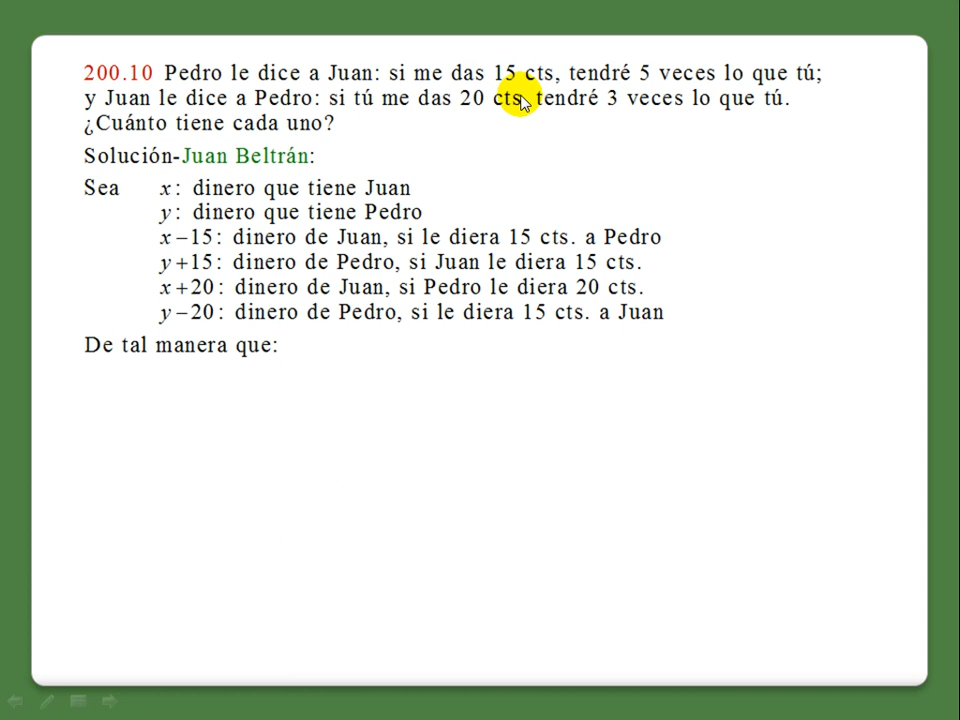 200.10 Pedro le dice a Juan: si me das 15 cts, tendré 5 veces lo que tú;
y Juan le dice a Pedro: si tú me das 20 cts, tendré 3 veces lo que tú.
¿Cuánto tiene cada uno?
Solución-Juan Beltrán:
Sea x: dinero que tiene Juan
y: dinero que tiene Pedro
x−15: dinero de Juan, si le diera 15 cts. a Pedro
y+15: dinero de Pedro, si Juan le diera 15 cts.
x+20: dinero de Juan, si Pedro le diera 20 cts.
y−20: dinero de Pedro, si le diera 15 cts. a Juan
De tal manera que: